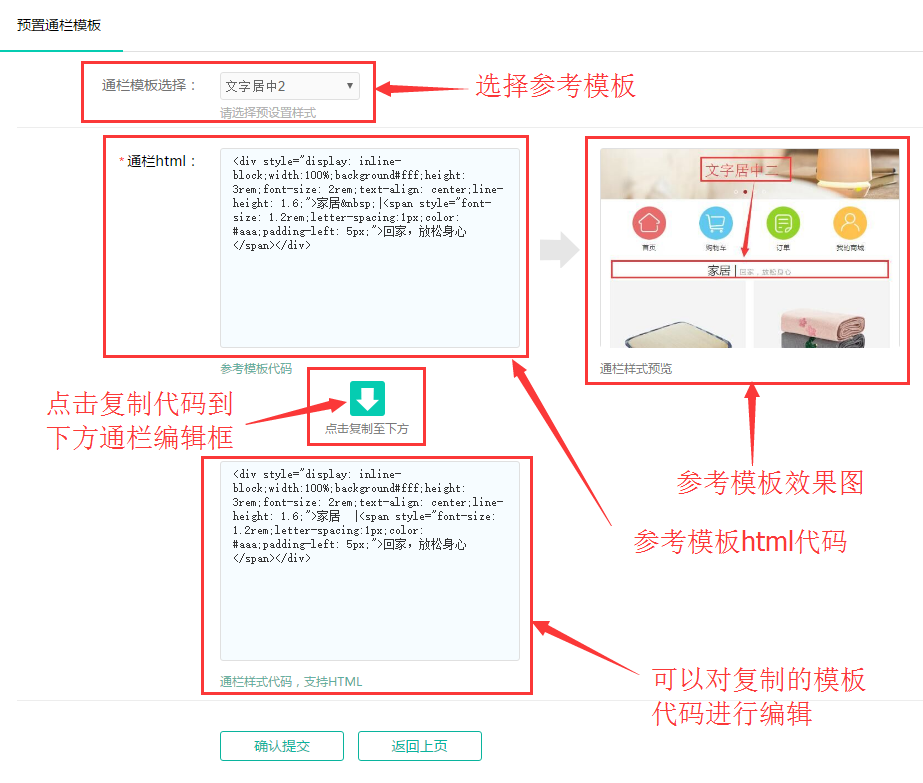 预置通栏模板
通栏模板选择：
文字居中2
请选择预设置样式
选择参考模板
*通栏html：
<div style="display: inline-
block;width:100%;background#fff;height:
3rem;font-size: 2rem;text-align: center;line-
height: 1.6;">家居&nbsp;|<span style="font-
size: 1.2rem;letter-spacing:1px;color:
#aaa;padding-left: 5px;">回家，放松身心
</span></div>
参考模板代码
文字居中二
首页
购物车
订单
我的商城
家居 | 回家，放松身心
通栏样式预览
点击复制代码到
下方通栏编辑框
点击复制至下方
参考模板效果图
参考模板html代码
<div style="display: inline-
block;width:100%;background#fff;height:
3rem;font-size: 2rem;text-align: center;line-
height: 1.6;">家居  |<span style="font-size:
1.2rem;letter-spacing:1px;color:
#aaa;padding-left: 5px;">回家，放松身心
</span></div>
通栏样式代码，支持HTML
可以对复制的模板
代码进行编辑
确认提交
返回上页